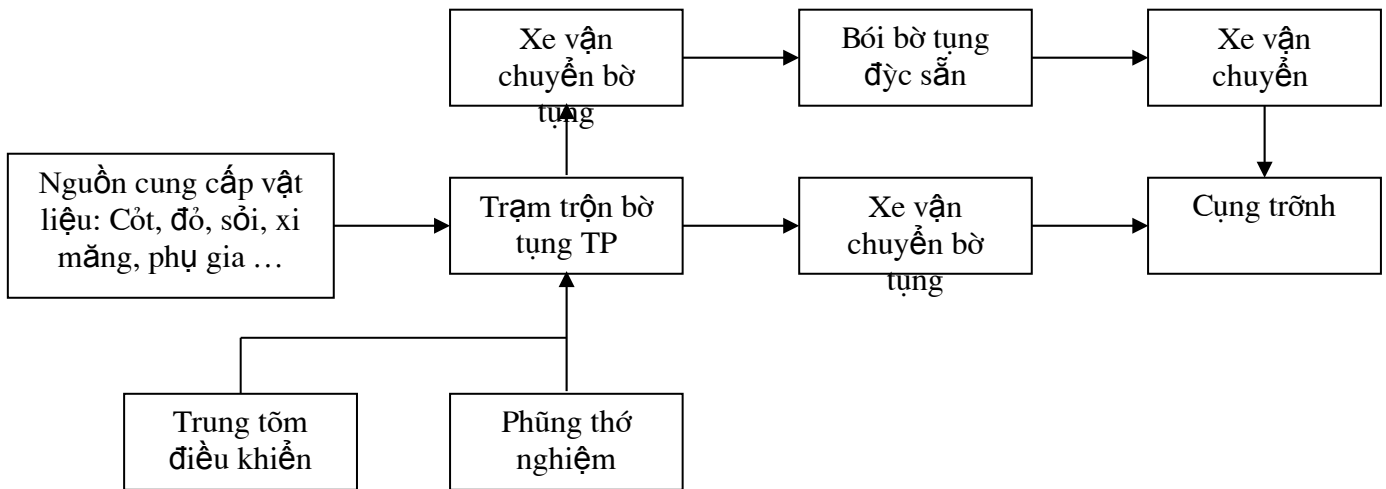 Xe vận
chuyển bờ
tụng
Bói bờ tụng
đỳc sẵn
Xe vận
chuyển
Nguồn cung cấp vật
liệu: Cỏt, đỏ, sỏi, xi
măng, phụ gia …
Trạm trộn bờ
tụng TP
Xe vận
chuyển bờ
tụng
Cụng trỡnh
Trung tõm
điều khiển
Phũng thớ
nghiệm